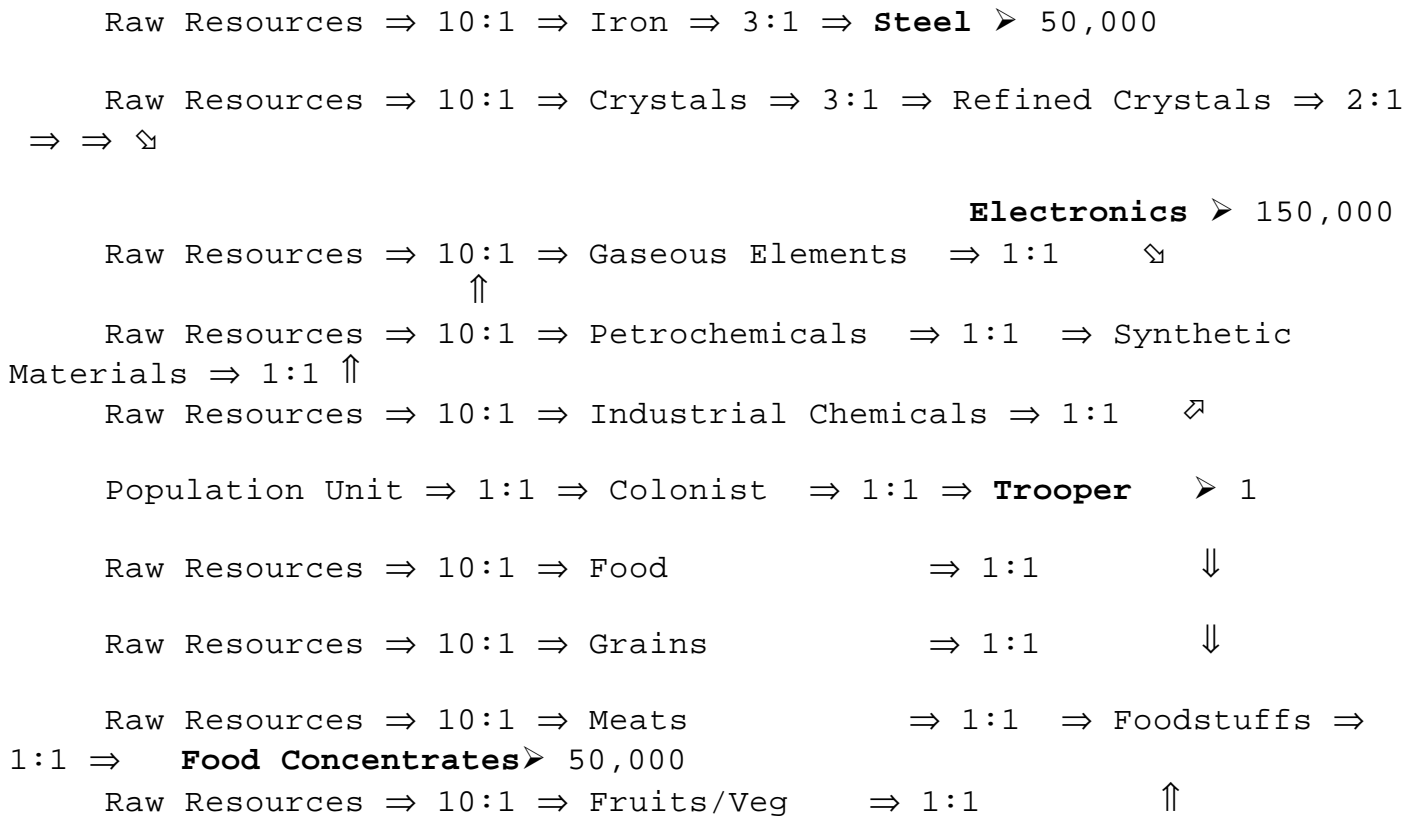 Raw Resources ⇒ 10:1 ⇒ Iron ⇒ 3:1 ⇒ Steel ➢ 50,000
Raw Resources ⇒ 10:1 ⇒ Crystals ⇒ 3:1 ⇒ Refined Crystals ⇒ 2:1
⇒ ⇒ ⬂
Electronics ➢ 150,000
Raw Resources ⇒ 10:1 ⇒ Gaseous Elements ⇒ 1:1 ⬂
⇑
Raw Resources ⇒ 10:1 ⇒ Petrochemicals ⇒ 1:1 ⇒ Synthetic
Materials ⇒ 1:1 ⇑
Raw Resources ⇒ 10:1 ⇒ Industrial Chemicals ⇒ 1:1 ⬀
Population Unit ⇒ 1:1 ⇒ Colonist ⇒ 1:1 ⇒ Trooper ➢ 1
Raw Resources ⇒ 10:1 ⇒ Food ⇒ 1:1 ⇓
Raw Resources ⇒ 10:1 ⇒ Grains ⇒ 1:1 ⇓
Raw Resources ⇒ 10:1 ⇒ Meats ⇒ 1:1 ⇒ Foodstuffs ⇒
1:1 ⇒ Food Concentrates➢ 50,000
Raw Resources ⇒ 10:1 ⇒ Fruits/Veg ⇒ 1:1 ⇑